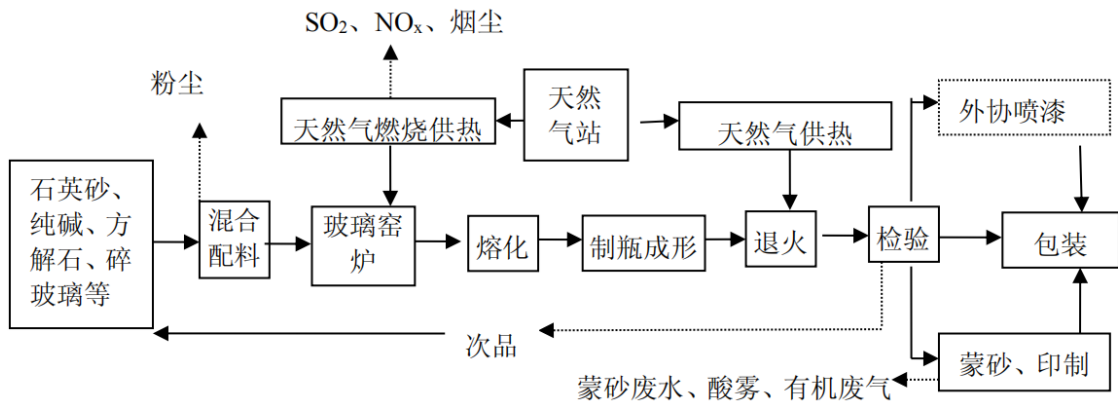 SO₂、NOₓ、烟尘
粉尘
天然气燃烧供热
天然
气站
天然气供热
外协喷漆
石英砂、
纯碱、方
解石、碎
玻璃等
混合
配料
玻璃窑
炉
熔化
制瓶成形
退火
检验
包装
次品
蒙砂、印制
蒙砂废水、酸雾、有机废气